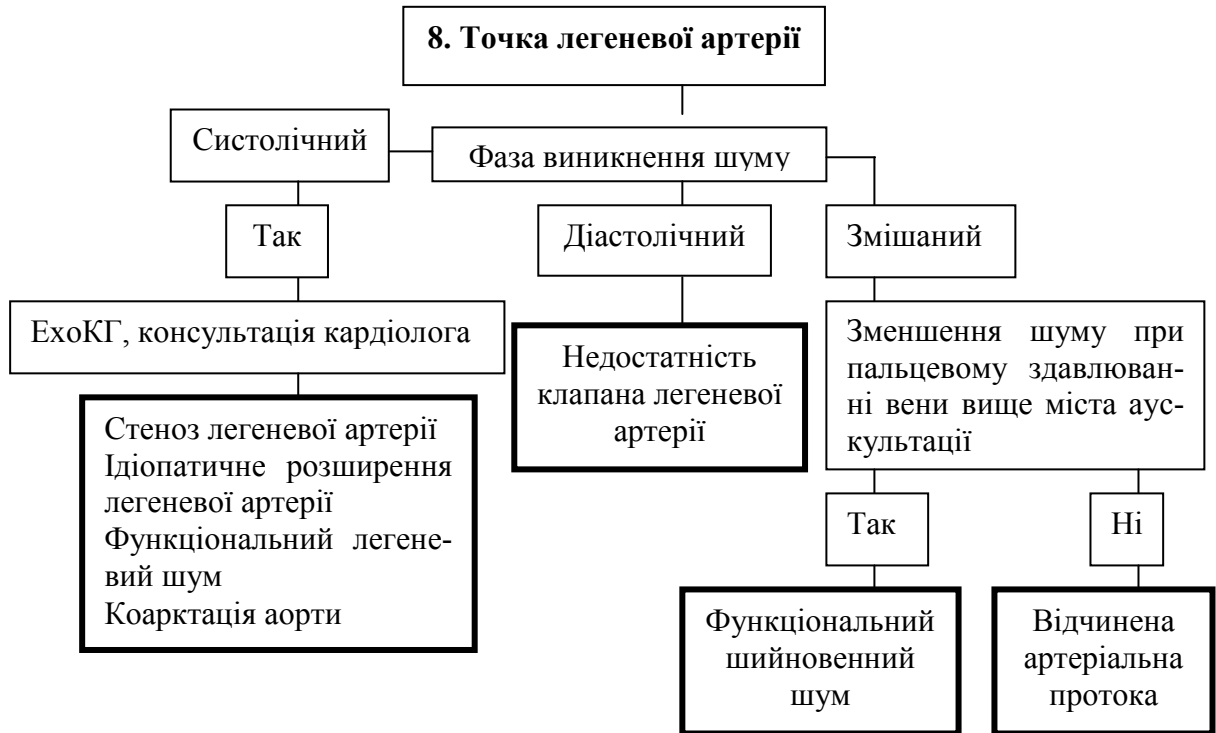 8. Точка легеневої артерії
Систолічний
Фаза виникнення шуму
Так
Діастолічний
Змішаний
ЕхоКГ, консультація кардіолога
Недостатність
клапана легеневої
артерії
Зменшення шуму при
пальцевому здавлюван-
ні вени вище міста аус-
культації
Стеноз легеневої артерії
Ідіопатичне розширення
легеневої артерії
Функціональний легене-
вий шум
Коарктація аорти
Так
Ні
Функціональний
шийновенний
шум
Відчинена
артеріальна
протока